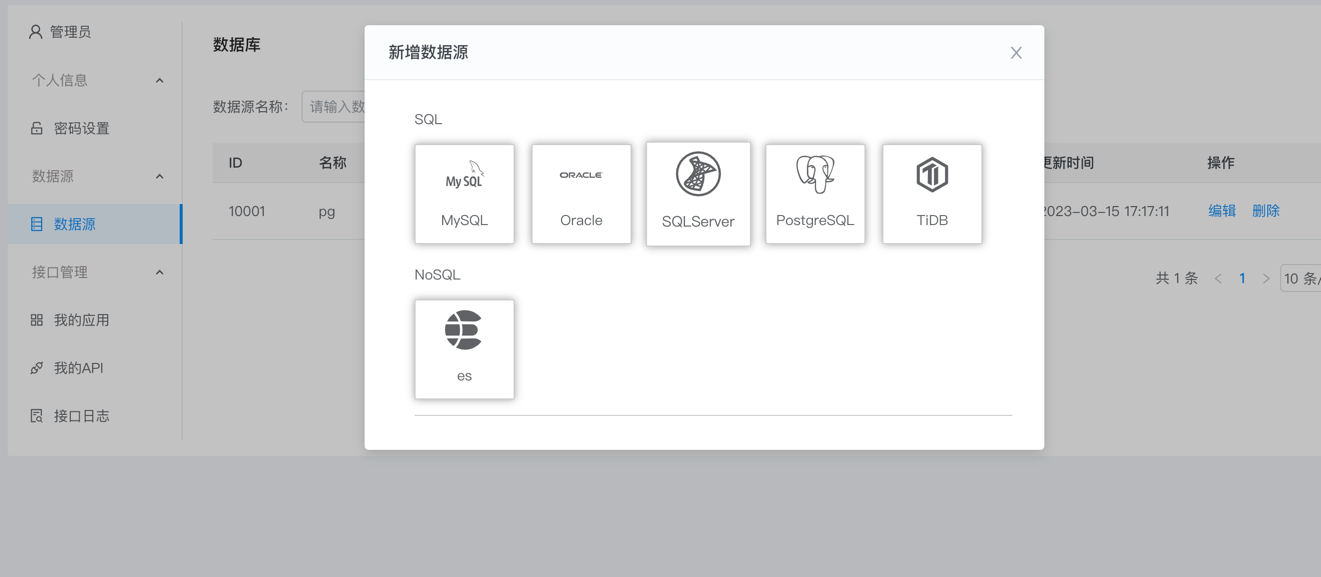 管理员
个人信息
密码设置
数据源
数据源
接口管理
我的应用
我的API
接口日志
数据库
数据源名称：
请输入数
ID 名称
更新时间 操作
10001 pg
2023-03-15 17:17:11 编辑 删除
共 1 条 < 1 > 10 条/
新增数据源
SQL
My SQL
ORACLE
MySQL Oracle SQLServer PostgreSQL TiDB
NoSQL
es